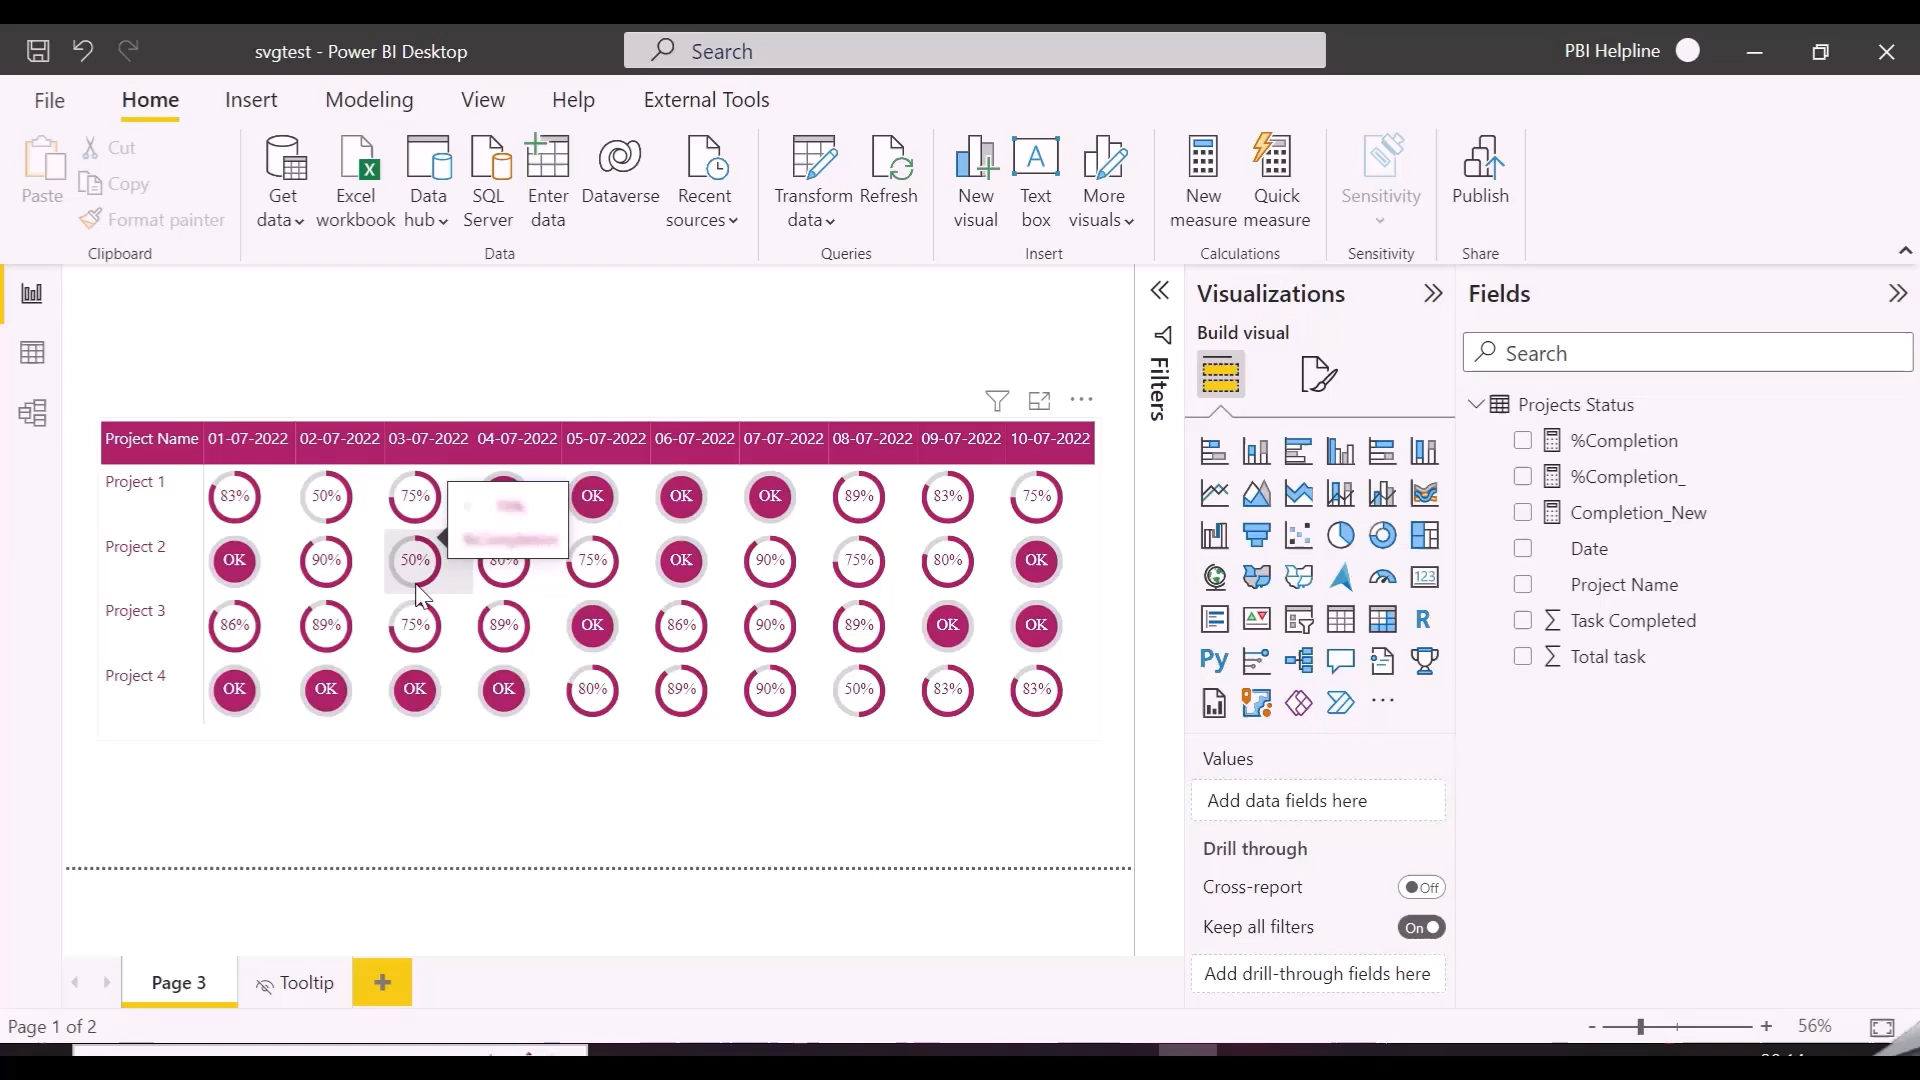 svgtest - Power BI Desktop
Search
PBI Helpline
File
Home
Insert
Modeling
View
Help
External Tools
Paste
Cut
Copy
Format painter
Clipboard
Get data
Excel workbook
Data hub
SQL Server
Enter data
Dataverse
Recent sources
Data
Transform data
Refresh
Queries
New visual
Text box
More visuals
Insert
New measure
Quick measure
Calculations
Sensitivity
Sensitivity
Publish
Share
Project Name 01-07-2022 02-07-2022 03-07-2022 04-07-2022 05-07-2022 06-07-2022 07-07-2022 08-07-2022 09-07-2022 10-07-2022
Project 1 83% 50% 75% OK OK OK 89% 83% 75%
Project 2 OK 90% 50% 80% 75% OK 90% 75% 80% OK
Project 3 86% 89% 75% 89% OK 86% 90% 89% OK OK
Project 4 OK OK OK OK 80% 89% 90% 50% 83% 83%
Filters
Visualizations
Build visual
123
R
Py
Values
Add data fields here
Drill through
Cross-report
Off
Keep all filters
On
Add drill-through fields here
Fields
Search
Projects Status
%Completion
%Completion_
Completion_New
Date
Project Name
Task Completed
Total task
Page 3
Tooltip
Page 1 of 2
56%